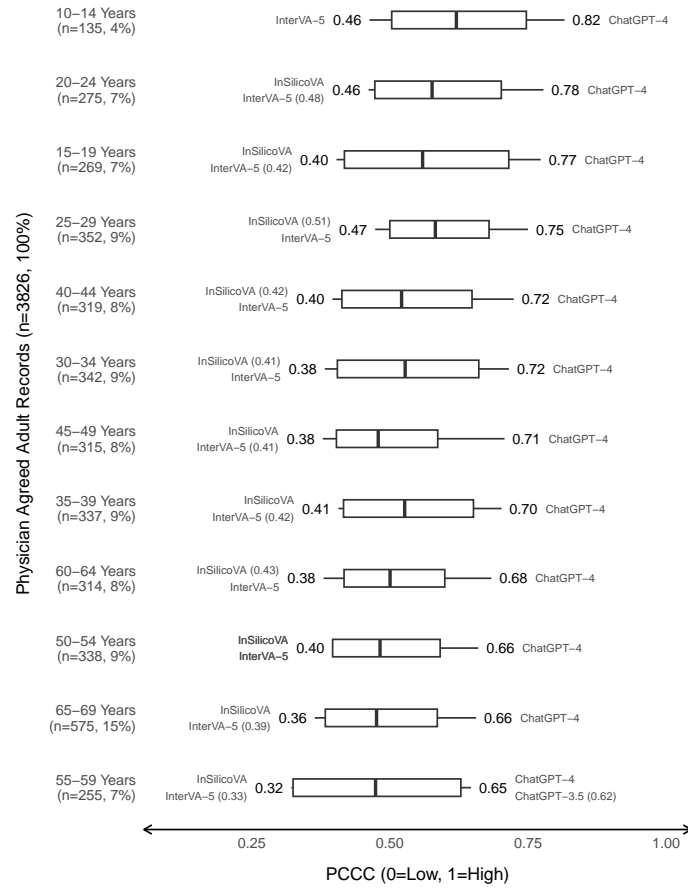 10−14 Years
(n=135, 4%)
InterVA−5 0.46 0.82 ChatGPT−4
20−24 Years
(n=275, 7%)
InSilicoVA
InterVA−5 (0.48) 0.46 0.78 ChatGPT−4
15−19 Years
(n=269, 7%)
InSilicoVA
InterVA−5 (0.42) 0.40 0.77 ChatGPT−4
25−29 Years
(n=352, 9%)
InSilicoVA (0.51)
InterVA−5 0.47 0.75 ChatGPT−4
40−44 Years
(n=319, 8%)
InSilicoVA (0.42)
InterVA−5 0.40 0.72 ChatGPT−4
30−34 Years
(n=342, 9%)
InSilicoVA (0.41)
InterVA−5 0.38 0.72 ChatGPT−4
45−49 Years
(n=315, 8%)
InSilicoVA
InterVA−5 (0.41) 0.38 0.71 ChatGPT−4
35−39 Years
(n=337, 9%)
InSilicoVA
InterVA−5 (0.42) 0.41 0.70 ChatGPT−4
60−64 Years
(n=314, 8%)
InSilicoVA (0.43)
InterVA−5 0.38 0.68 ChatGPT−4
50−54 Years
(n=338, 9%)
InSilicoVA
InterVA−5 0.40 0.66 ChatGPT−4
65−69 Years
(n=575, 15%)
InSilicoVA
InterVA−5 (0.39) 0.36 0.66 ChatGPT−4
55−59 Years
(n=255, 7%)
InSilicoVA
InterVA−5 (0.33) 0.32 0.65 ChatGPT−4
ChatGPT−3.5 (0.62)
Physician Agreed Adult Records (n=3826, 100%)
0.25 0.50 0.75 1.00
PCCC (0=Low, 1=High)